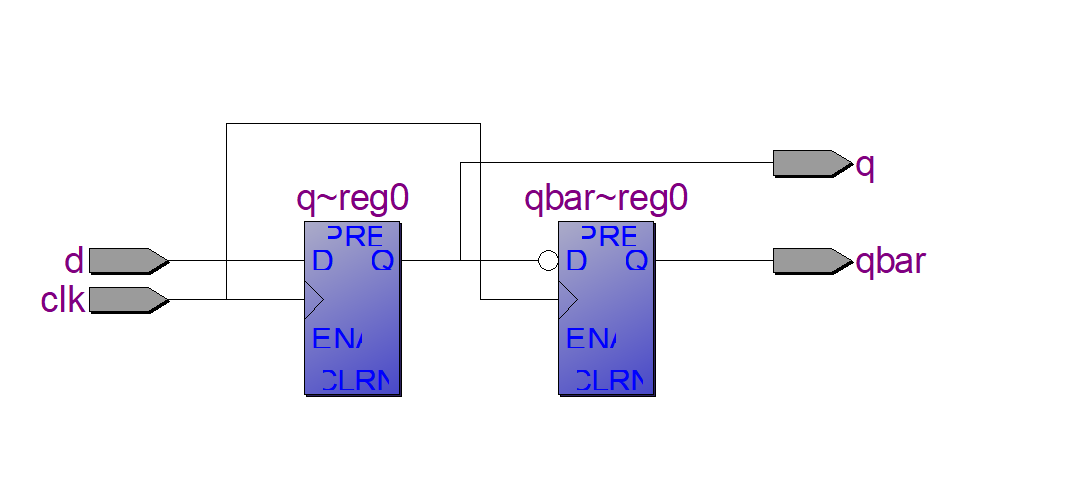 q
q~reg0
qbar~reg0
PRE
PRE
d
D
Q
D
Q
qbar
clk
ENA
ENA
CLRN
CLRN